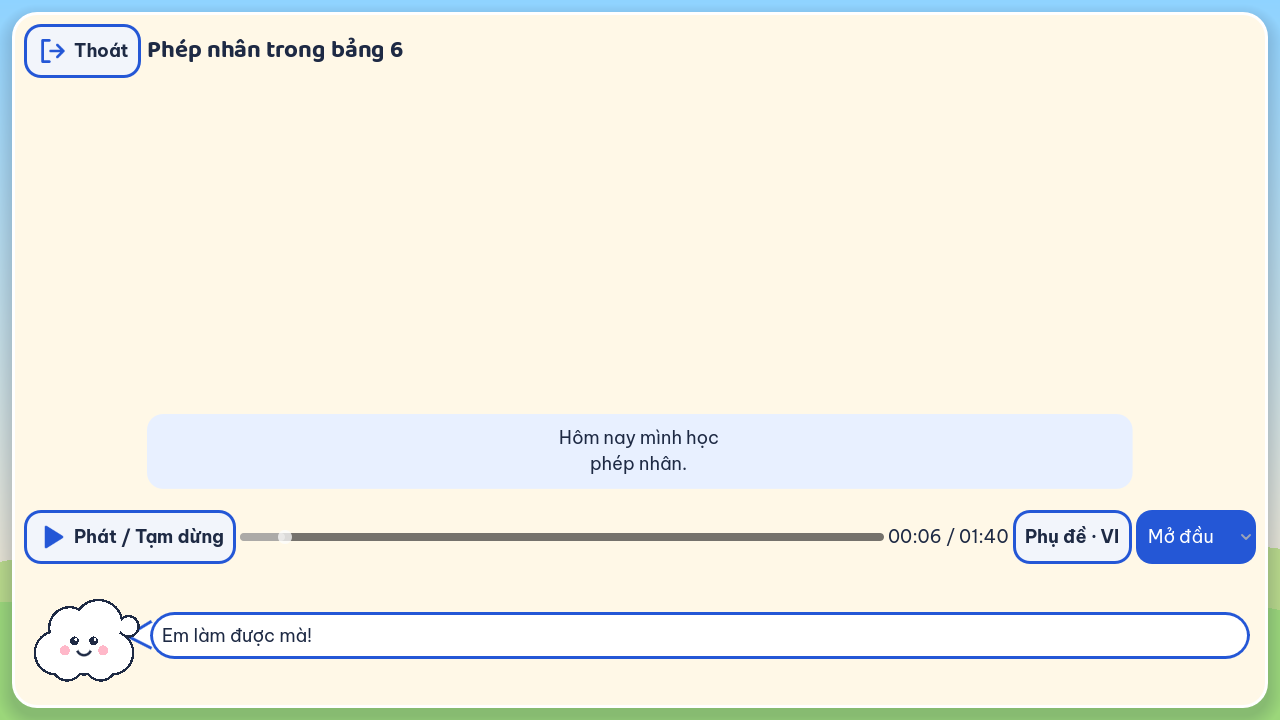 Thoát
Phép nhân trong bảng 6
Hôm nay mình học
phép nhân.
Phát / Tạm dừng
00:06 / 01:40
Phụ đề · VI
Mở đầu
Em làm được mà!